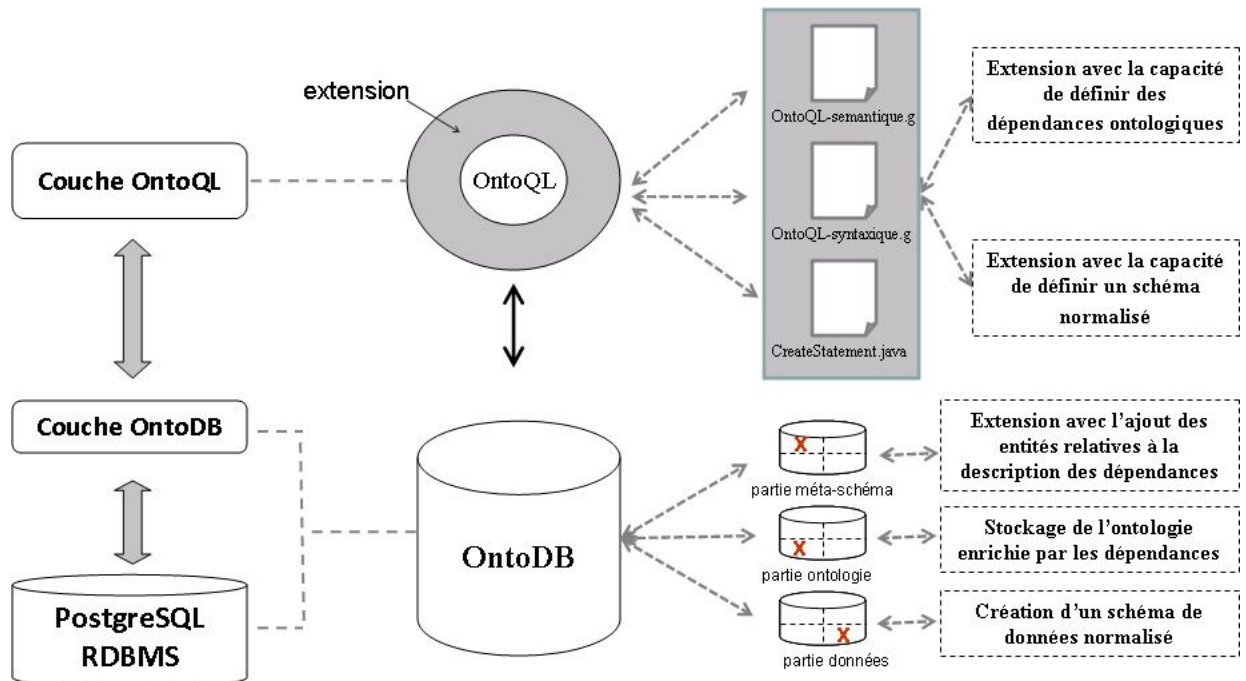 extension
OntoQL-semantique.g
Extension avec la capacité
de définir des
dépendances ontologiques
Couche OntoQL
OntoQL
OntoQL-syntaxique.g
Extension avec la capacité
de définir un schéma
normalisé
CreateStatement.java
Couche OntoDB
Extension avec l'ajout des
entités relatives à la
description des dépendances
X
partie méta-schéma
OntoDB
Stockage de l'ontologie
enrichie par les dépendances
X
partie ontologie
PostgreSQL
RDBMS
Création d'un schéma de
données normalisé
X
partie données